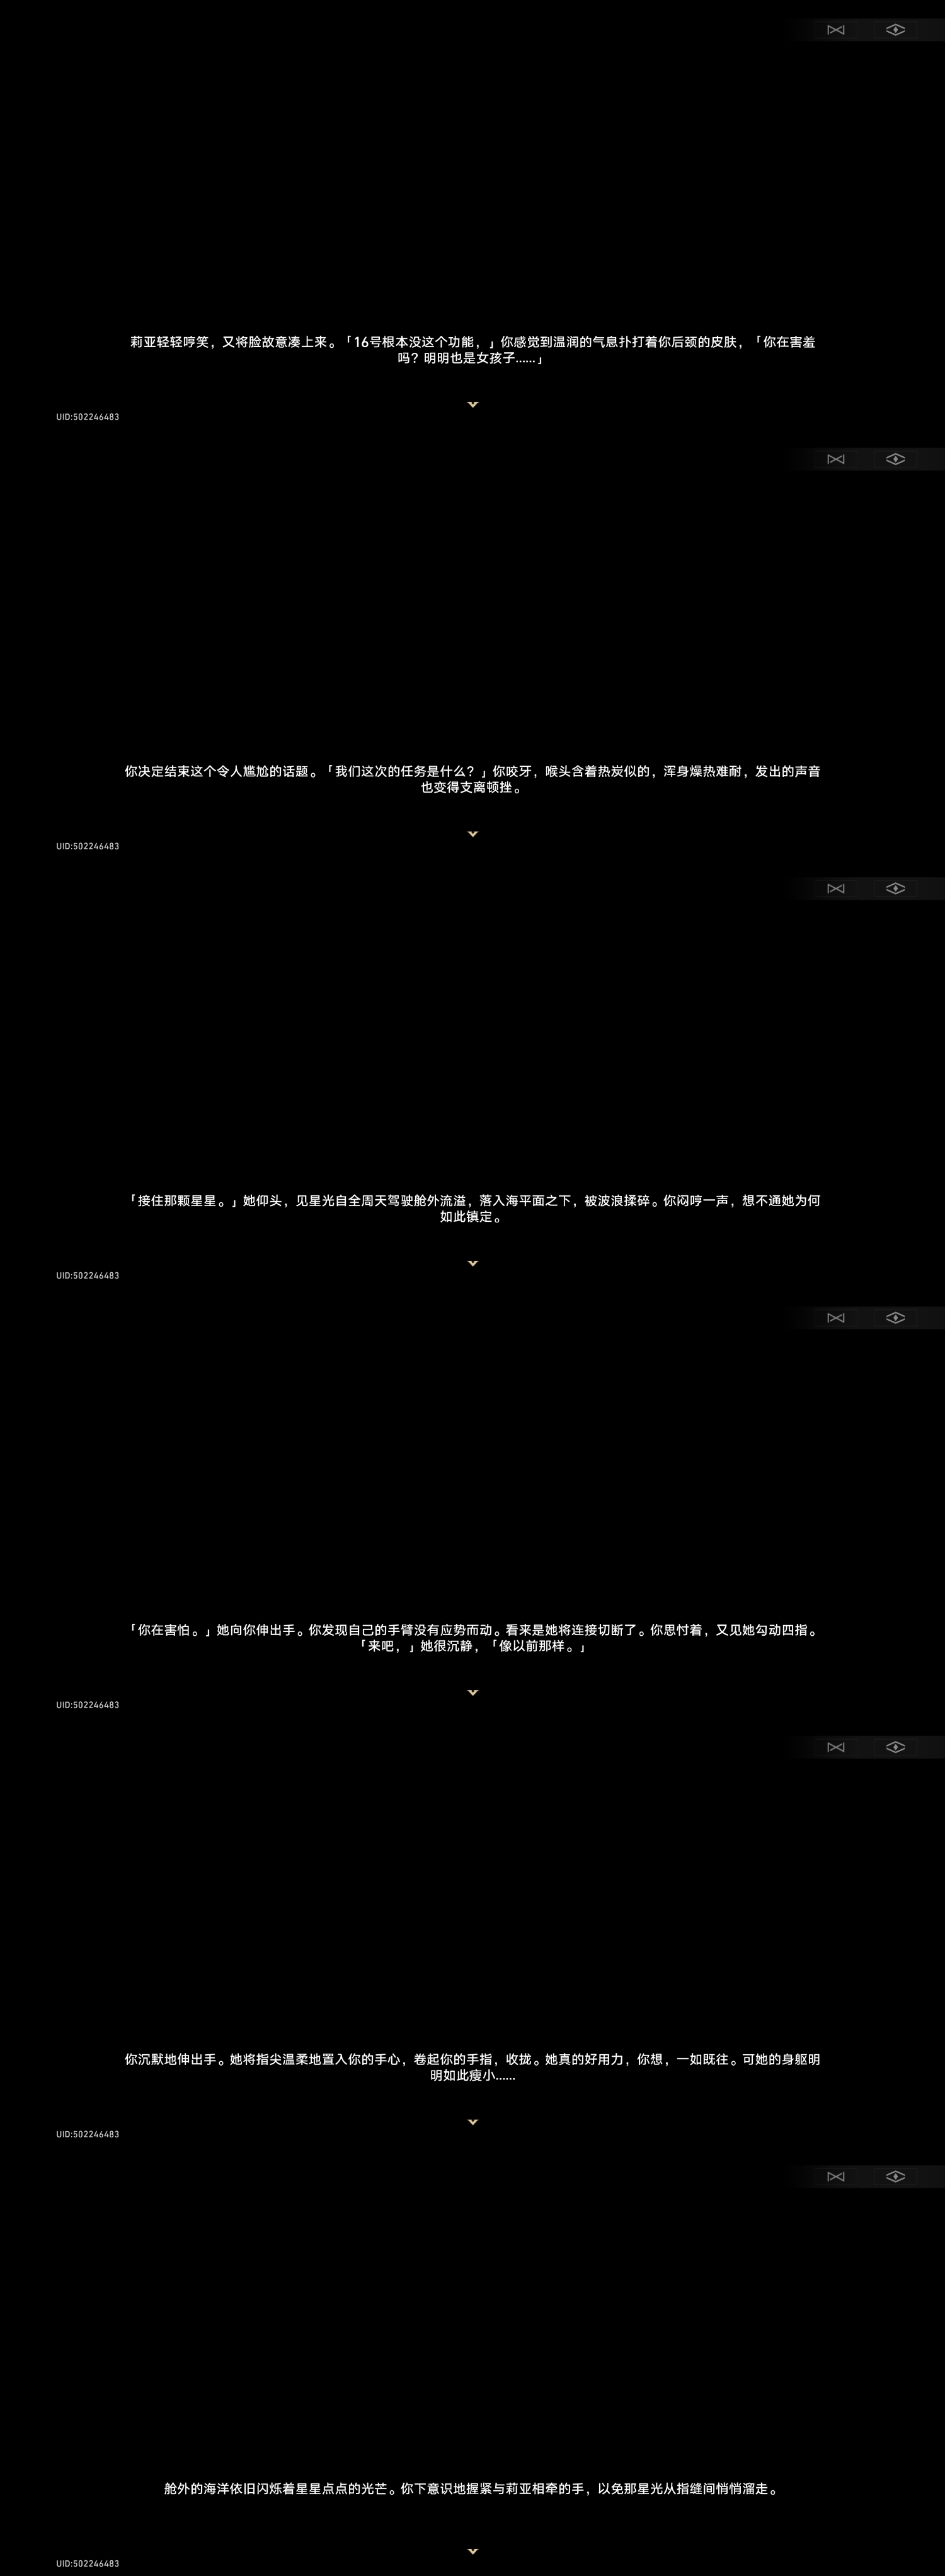 莉亚轻轻哼笑，又将脸故意凑上来。「16号根本没这个功能，」你感觉到温润的气息扑打着你后颈的皮肤，「你在害羞
吗？明明也是女孩子……」
UID:502246483
你决定结束这个令人尴尬的话题。「我们这次的任务是什么？」你咬牙，喉头含着热炭似的，浑身燥热难耐，发出的声音
也变得支离顿挫。
UID:502246483
「接住那颗星星。」她仰头，见星光自全周天驾驶舱外流溢，落入海平面之下，被波浪揉碎。你闷哼一声，想不通她为何
如此镇定。
UID:502246483
「你在害怕。」她向你伸出手。你发现自己的手臂没有应势而动。看来是她将连接切断了。你思忖着，又见她勾动四指。
「来吧，」她很沉静，「像以前那样。」
UID:502246483
你沉默地伸出手。她将指尖温柔地置入你的手心，卷起你的手指，收拢。她真的好用力，你想，一如既往。可她的身躯明
明如此瘦小……
UID:502246483
舱外的海洋依旧闪烁着星星点点的光芒。你下意识地握紧与莉亚相牵的手，以免那星光从指缝间悄悄溜走。
UID:502246483